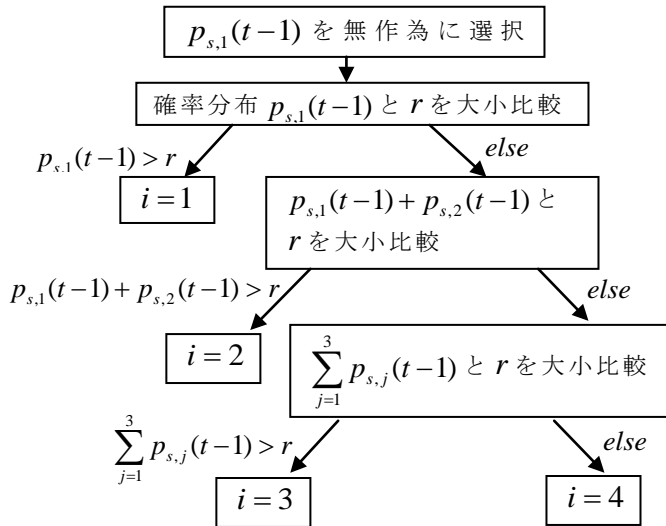 p_{s,1}(t−1) を無作為に選択
確率分布 p_{s,1}(t−1) と r を大小比較
p_{s,1}(t−1) > r
else
i = 1
p_{s,1}(t−1) + p_{s,2}(t−1) と
r を大小比較
p_{s,1}(t−1) + p_{s,2}(t−1) > r
else
i = 2
\sum_{j=1}^{3} p_{s,j}(t−1) と r を大小比較
\sum_{j=1}^{3} p_{s,j}(t−1) > r
else
i = 3
i = 4